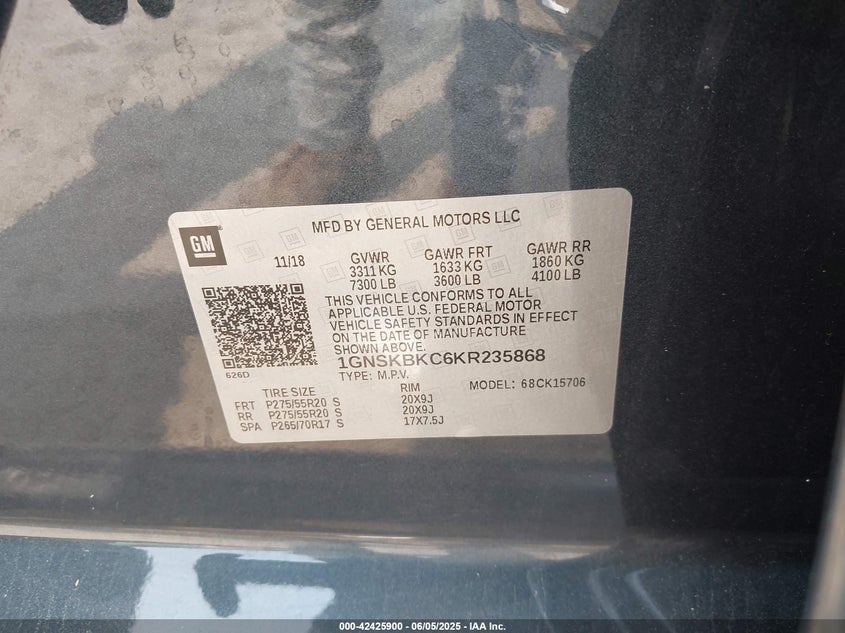 GM
MFD BY GENERAL MOTORS LLC
11/18
GVWR GAWR FRT GAWR RR
3311 KG 1633 KG 1860 KG
7300 LB 3600 LB 4100 LB
THIS VEHICLE CONFORMS TO ALL
APPLICABLE U.S. FEDERAL MOTOR
VEHICLE SAFETY STANDARDS IN EFFECT
ON THE DATE OF MANUFACTURE
SHOWN ABOVE.
1GNSKBKC6KR235868
626D
TYPE: M.P.V. MODEL: 68CK15706
TIRE SIZE RIM
FRT P275/55R20 S 20X9J
RR P275/55R20 S 20X9J
SPA P265/70R17 S 17X7.5J
000-42425900 - 06/05/2025 - IAA Inc.